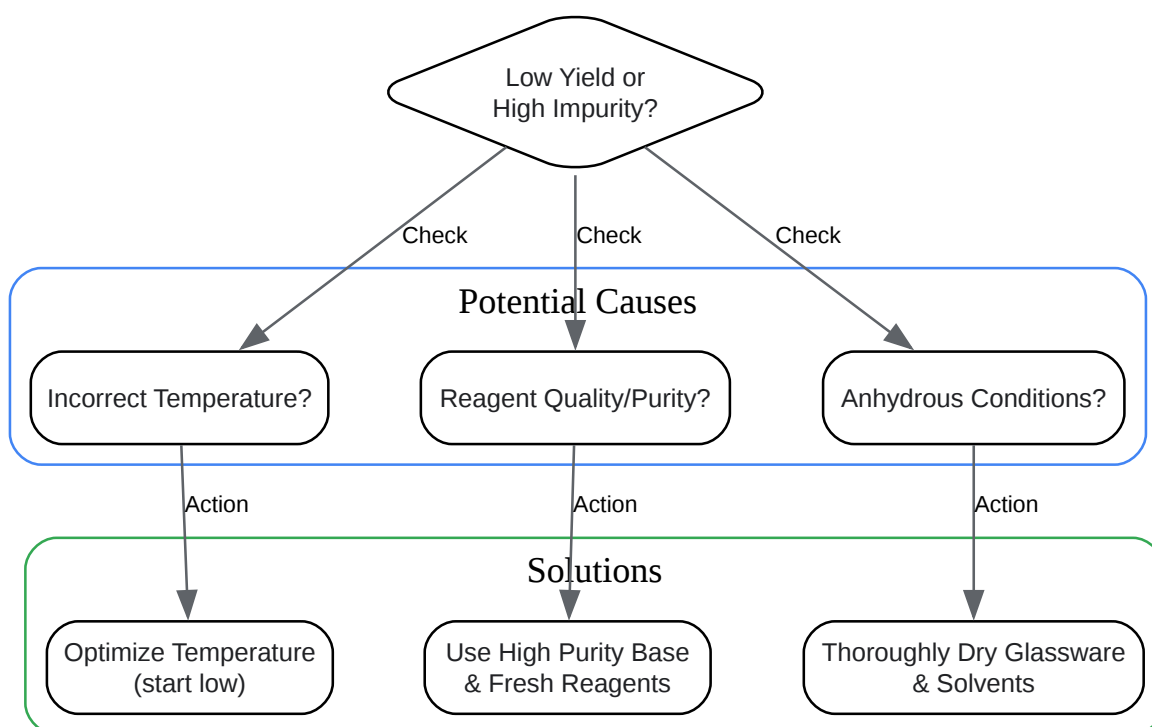 Low Yield or
High Impurity?
Check
Check
Check
Potential Causes
Incorrect Temperature?
Reagent Quality/Purity?
Anhydrous Conditions?
Action
Action
Action
Solutions
Optimize Temperature
(start low)
Use High Purity Base
& Fresh Reagents
Thoroughly Dry Glassware
& Solvents